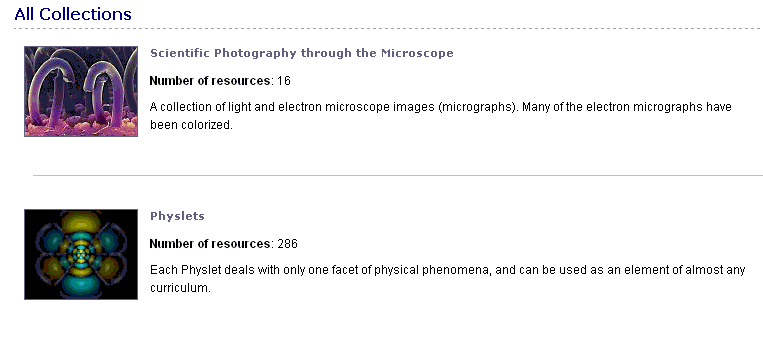 All Collections
Scientific Photography through the Microscope
Number of resources: 16
A collection of light and electron microscope images (micrographs). Many of the electron micrographs have
been colorized.
Physlets
Number of resources: 286
Each Physlet deals with only one facet of physical phenomena, and can be used as an element of almost any
curriculum.